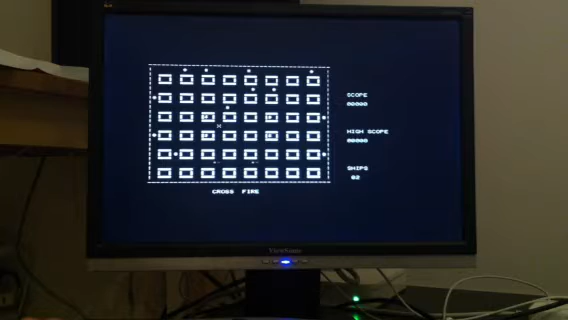 SCORE
00000
HIGH SCORE
00000
SHIPS
02
CROSS FIRE
ViewSonic